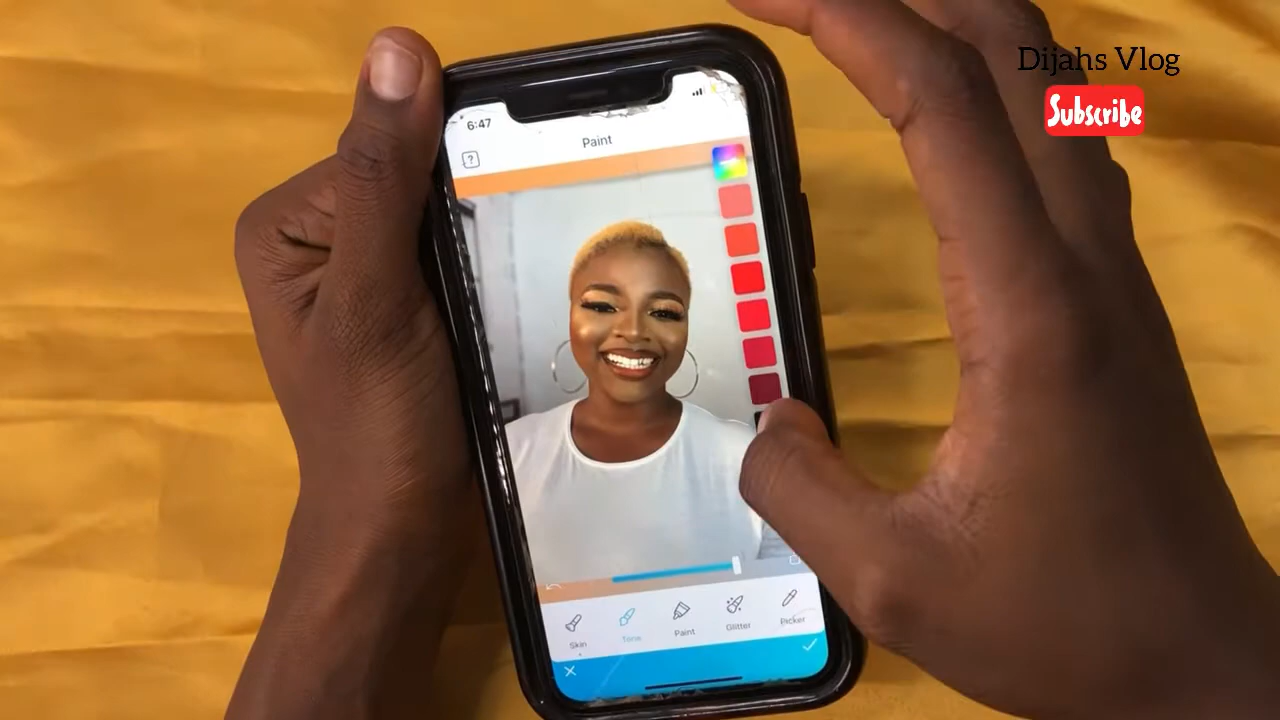 Dijahs Vlog
Subscribe
6:47
Paint
?
Skin
Tone
Paint
Glitter
Picker